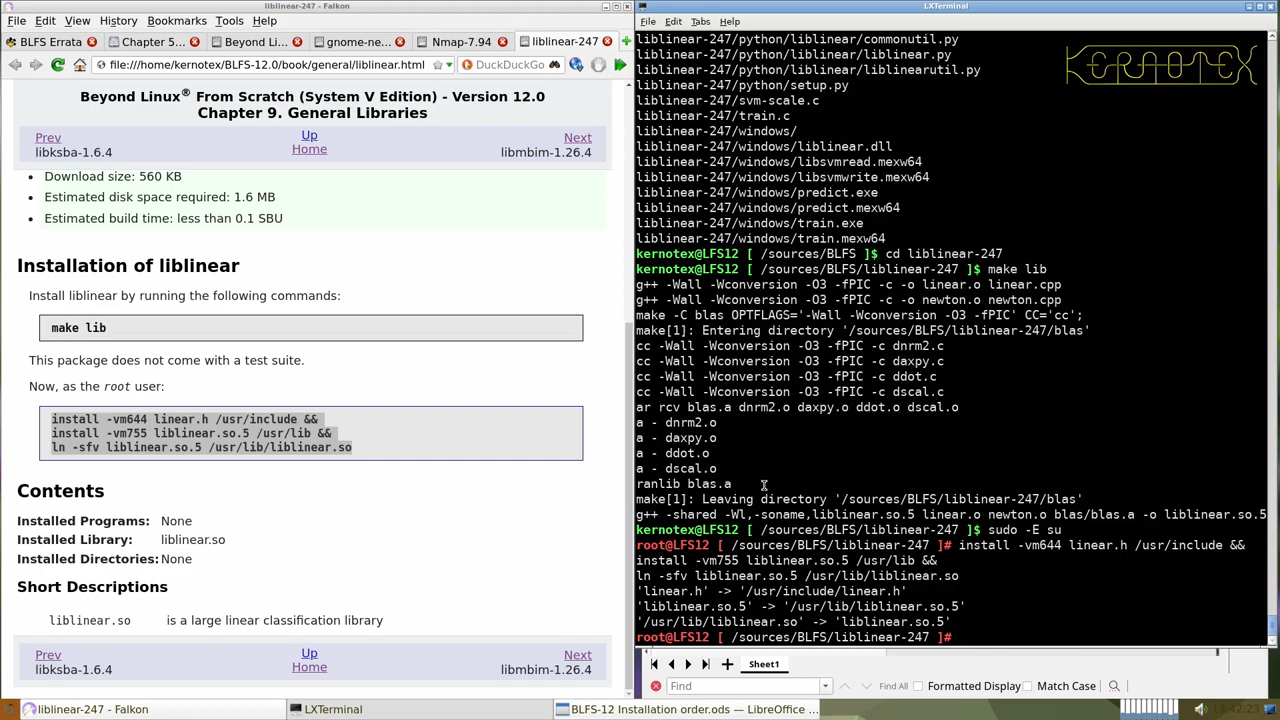 liblinear-247 - Falkon
File Edit View History Bookmarks Tools Help
BLFS Errata
Chapter 5...
Beyond Li...
gnome-ne...
Nmap-7.94
liblinear-247
file:///home/kernotex/BLFS-12.0/book/general/liblinear.html
DuckDuckGo
Beyond Linux® From Scratch (System V Edition) - Version 12.0
Chapter 9. General Libraries
Prev Up Next
libksba-1.6.4 Home libmbim-1.26.4
• Download size: 560 KB
• Estimated disk space required: 1.6 MB
• Estimated build time: less than 0.1 SBU
Installation of liblinear
Install liblinear by running the following commands:
make lib
This package does not come with a test suite.
Now, as the root user:
install -vm644 linear.h /usr/include &&
install -vm755 liblinear.so.5 /usr/lib &&
ln -sfv liblinear.so.5 /usr/lib/liblinear.so
Contents
Installed Programs: None
Installed Library: liblinear.so
Installed Directories: None
Short Descriptions
liblinear.so is a large linear classification library
Prev Up Next
libksba-1.6.4 Home libmbim-1.26.4
LXTerminal
File Edit Tabs Help
KERNOTEX
liblinear-247/python/liblinear/commonutil.py
liblinear-247/python/liblinear/liblinear.py
liblinear-247/python/liblinear/liblinearutil.py
liblinear-247/python/setup.py
liblinear-247/svm-scale.c
liblinear-247/train.c
liblinear-247/windows/
liblinear-247/windows/liblinear.dll
liblinear-247/windows/libsvmread.mexw64
liblinear-247/windows/libsvmwrite.mexw64
liblinear-247/windows/predict.exe
liblinear-247/windows/predict.mexw64
liblinear-247/windows/train.exe
liblinear-247/windows/train.mexw64
kernotex@LFS12 [ /sources/BLFS ]$ cd liblinear-247
kernotex@LFS12 [ /sources/BLFS/liblinear-247 ]$ make lib
g++ -Wall -Wconversion -O3 -fPIC -c -o linear.o linear.cpp
g++ -Wall -Wconversion -O3 -fPIC -c -o newton.o newton.cpp
make -C blas OPTFLAGS='-Wall -Wconversion -O3 -fPIC' CC='cc';
make[1]: Entering directory '/sources/BLFS/liblinear-247/blas'
cc -Wall -Wconversion -O3 -fPIC -c dnrm2.c
cc -Wall -Wconversion -O3 -fPIC -c daxpy.c
cc -Wall -Wconversion -O3 -fPIC -c ddot.c
cc -Wall -Wconversion -O3 -fPIC -c dscal.c
ar rcv blas.a dnrm2.o daxpy.o ddot.o dscal.o
a - dnrm2.o
a - daxpy.o
a - ddot.o
a - dscal.o
ranlib blas.a
make[1]: Leaving directory '/sources/BLFS/liblinear-247/blas'
g++ -shared -Wl,-soname,liblinear.so.5 linear.o newton.o blas/blas.a -o liblinear.so.5
kernotex@LFS12 [ /sources/BLFS/liblinear-247 ]$ sudo -E su
root@LFS12 [ /sources/BLFS/liblinear-247 ]# install -vm644 linear.h /usr/include &&
install -vm755 liblinear.so.5 /usr/lib &&
ln -sfv liblinear.so.5 /usr/lib/liblinear.so
'linear.h' -> '/usr/include/linear.h'
'liblinear.so.5' -> '/usr/lib/liblinear.so.5'
'/usr/lib/liblinear.so' -> 'liblinear.so.5'
root@LFS12 [ /sources/BLFS/liblinear-247 ]#
Sheet1
Find Find All Formatted Display Match Case
liblinear-247 - Falkon
LXTerminal
BLFS-12 Installation order.ods — LibreOffice ...
13:42:23